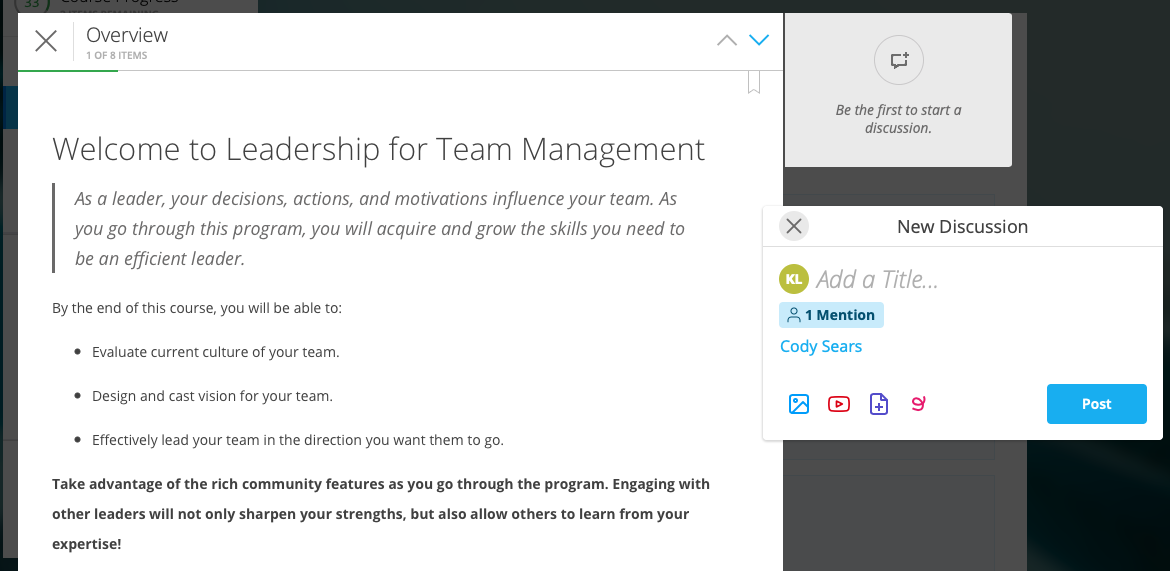 33
Course Progress
Overview
1 OF 8 ITEMS
Welcome to Leadership for Team Management
As a leader, your decisions, actions, and motivations influence your team. As
you go through this program, you will acquire and grow the skills you need to
be an efficient leader.
By the end of this course, you will be able to:
Evaluate current culture of your team.
Design and cast vision for your team.
Effectively lead your team in the direction you want them to go.
Take advantage of the rich community features as you go through the program. Engaging with
other leaders will not only sharpen your strengths, but also allow others to learn from your
expertise!
Be the first to start a
discussion.
New Discussion
KL Add a Title...
1 Mention
Cody Sears
Post